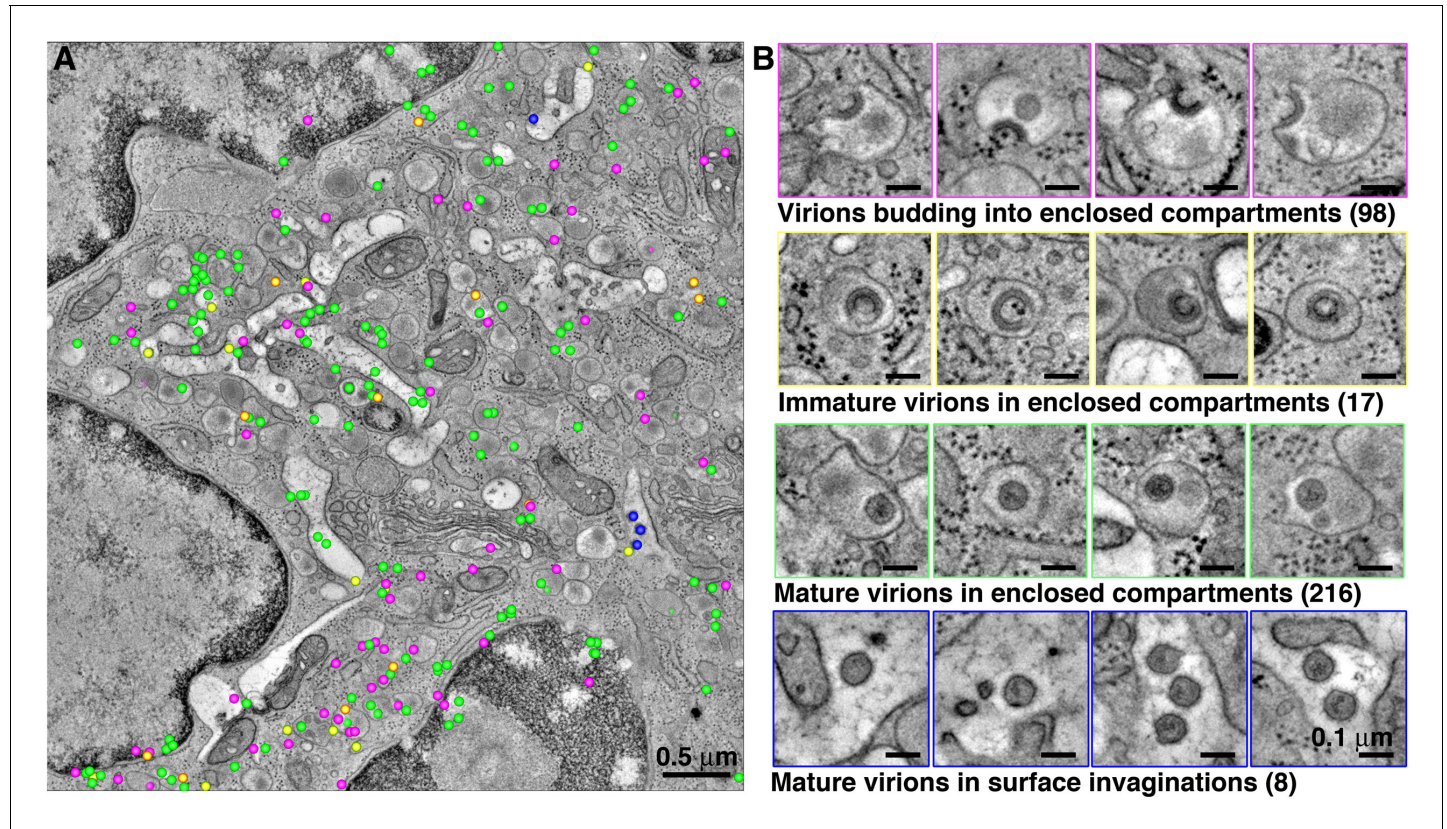 A
B
Virions budding into enclosed compartments (98)
Immature virions in enclosed compartments (17)
Mature virions in enclosed compartments (216)
0.5 μm
0.1 μm
Mature virions in surface invaginations (8)